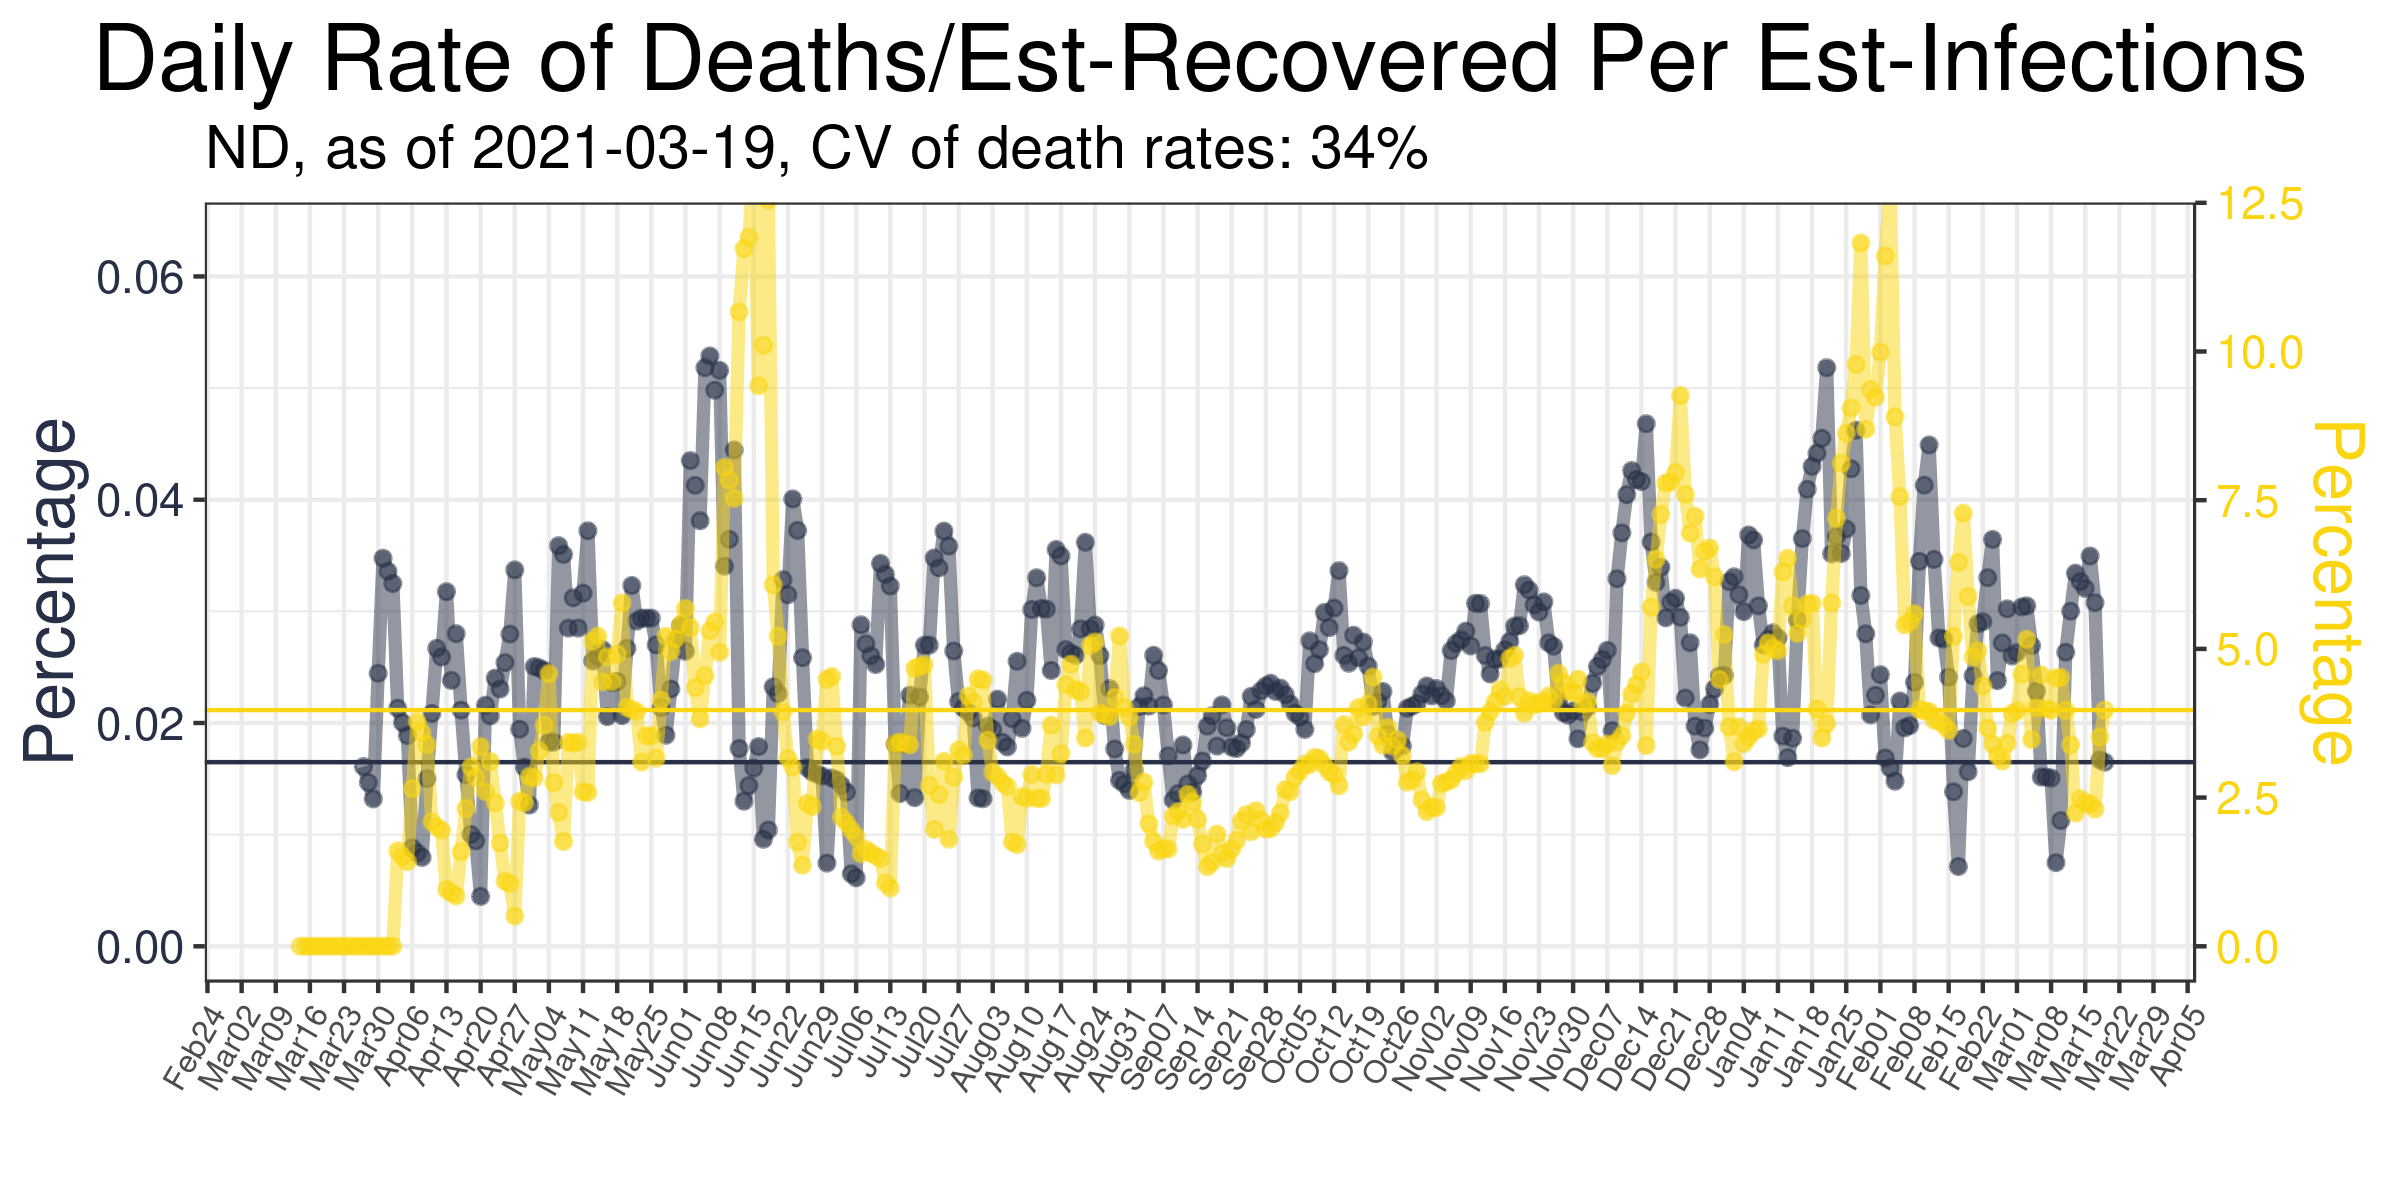 Daily Rate of Deaths/Est-Recovered Per Est-Infections
ND, as of 2021-03-19, CV of death rates: 34%
Percentage
0.06
0.04
0.02
0.00
12.5
10.0
7.5
5.0
2.5
0.0
Percentage
Feb24
Mar02
Mar09
Mar16
Mar23
Mar30
Apr06
Apr13
Apr20
Apr27
May04
May11
May18
May25
Jun01
Jun08
Jun15
Jun22
Jun29
Jul06
Jul13
Jul20
Jul27
Aug03
Aug10
Aug17
Aug24
Aug31
Sep07
Sep14
Sep21
Sep28
Oct05
Oct12
Oct19
Oct26
Nov02
Nov09
Nov16
Nov23
Nov30
Dec07
Dec14
Dec21
Dec28
Dec04
Jan11
Jan18
Jan25
Feb01
Feb08
Feb15
Feb22
Mar01
Mar08
Mar15
Mar22
Mar29
Apr05